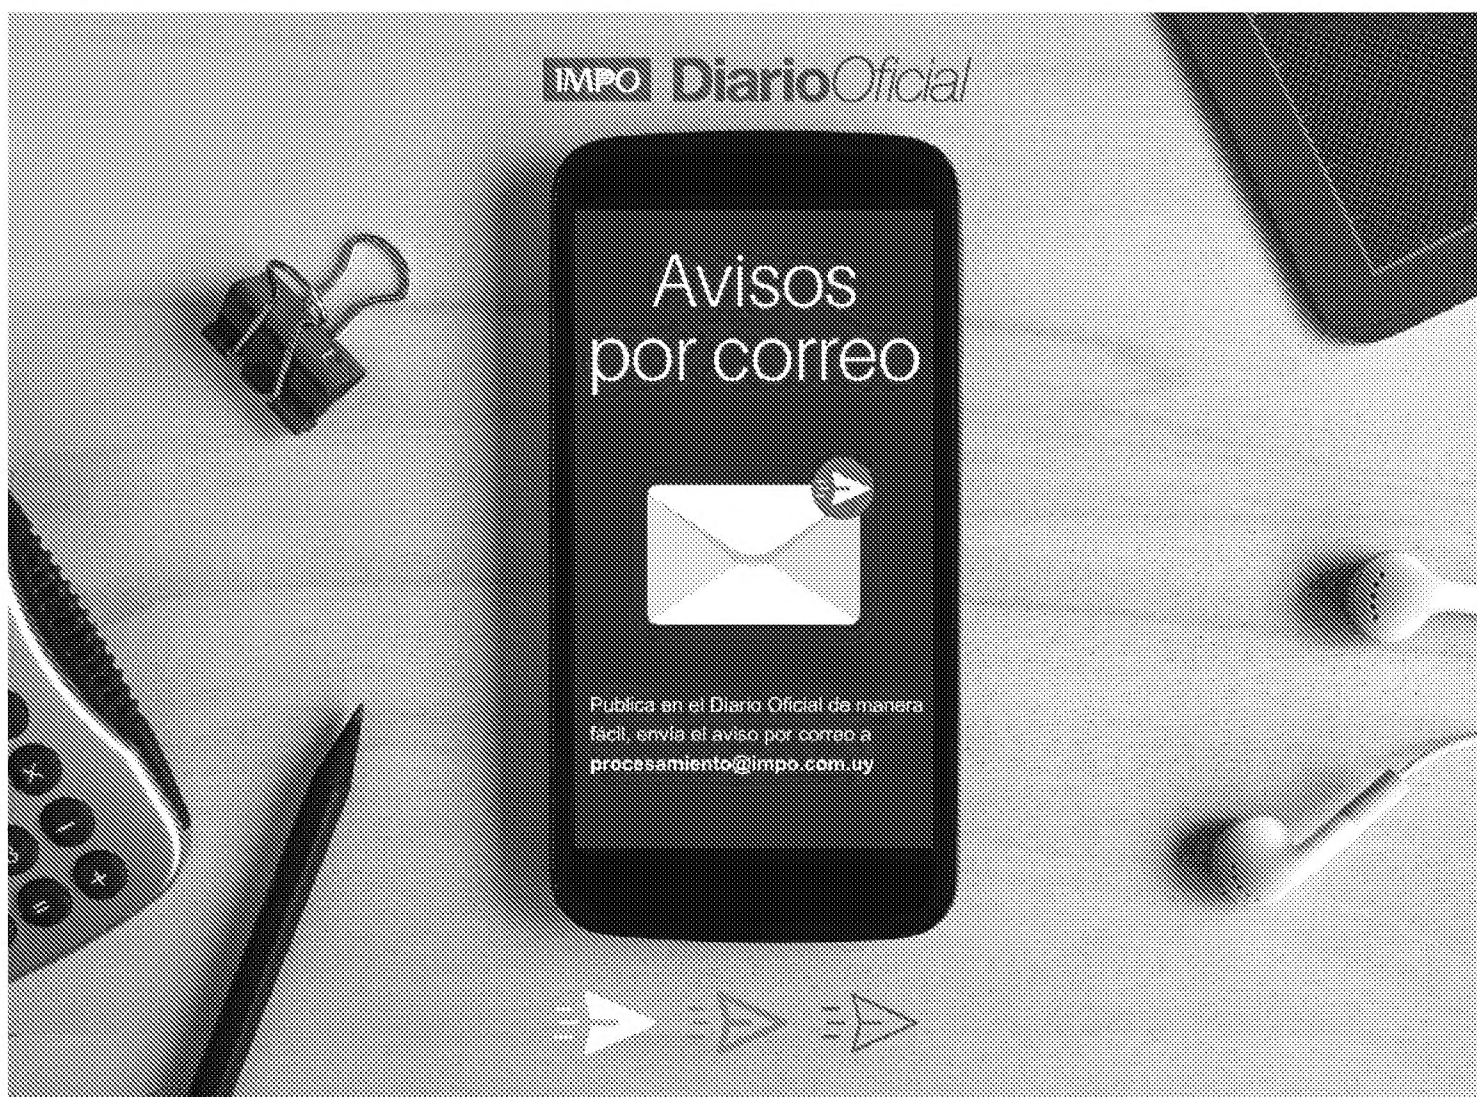 IMPO DiarioOficial
Avisos
por correo
Publica en el Diario Oficial de manera
fácil, envía el aviso por correo a
procesamiento@impo.com.uy